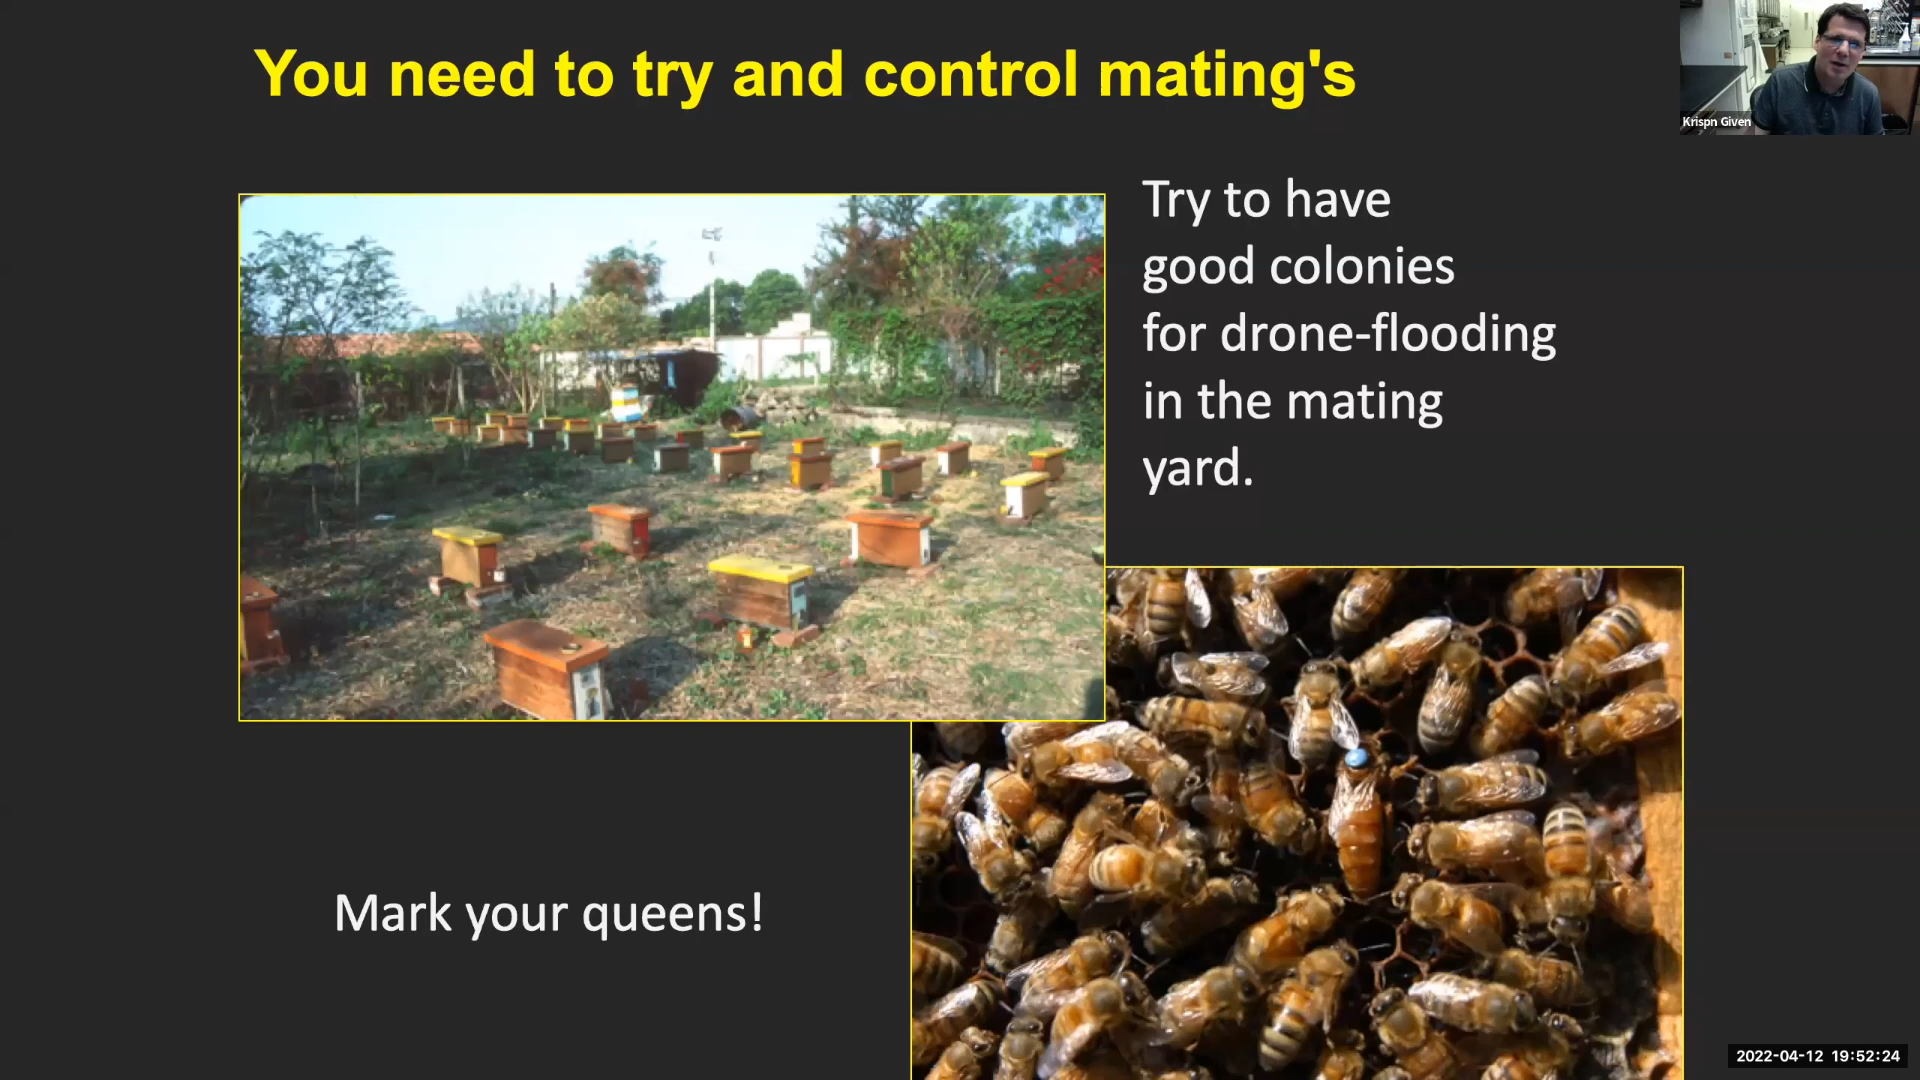 You need to try and control mating's
Krispn Given
Try to have
good colonies
for drone-flooding
in the mating
yard.
Mark your queens!
2022-04-12 19:52:24